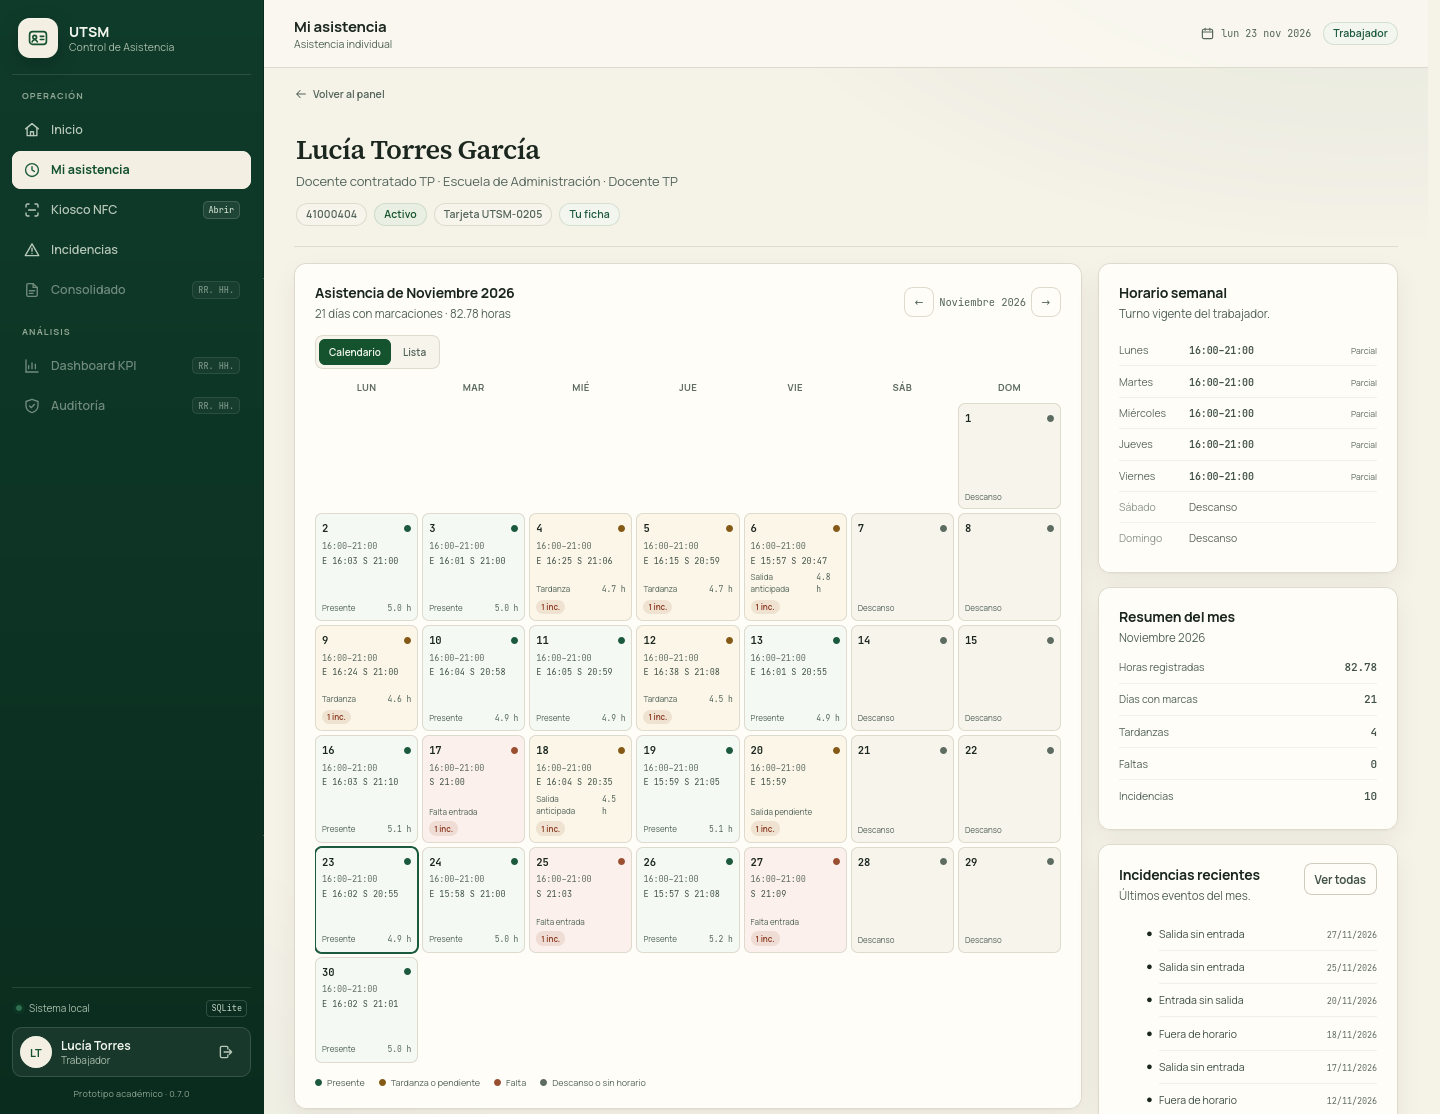 UTSM
Control de Asistencia
OPERACIÓN
Inicio
Mi asistencia
Kiosco NFC Abrir
Incidencias
Consolidado RR. HH.
ANÁLISIS
Dashboard KPI RR. HH.
Auditoría RR. HH.
Sistema local SQLite
LT
Lucía Torres
Trabajador
Prototipo académico · 0.7.0
Mi asistencia
Asistencia individual
lun 23 nov 2026 Trabajador
← Volver al panel
Lucía Torres García
Docente contratado TP · Escuela de Administración · Docente TP
41000404 Activo Tarjeta UTSM-0205 Tu ficha
Asistencia de Noviembre 2026
21 días con marcaciones · 82.78 horas
← Noviembre 2026 →
Calendario Lista
LUN MAR MIÉ JUE VIE SÁB DOM
1
Descanso
2
16:00–21:00
E 16:03 S 21:00
Presente 5.0 h
3
16:00–21:00
E 16:01 S 21:00
Presente 5.0 h
4
16:00–21:00
E 16:25 S 21:06
Tardanza 4.7 h
1 inc.
5
16:00–21:00
E 16:15 S 20:59
Tardanza 4.7 h
1 inc.
6
16:00–21:00
E 15:57 S 20:47
Salida anticipada 4.8 h
1 inc.
7
Descanso
8
Descanso
9
16:00–21:00
E 16:24 S 21:00
Tardanza 4.6 h
1 inc.
10
16:00–21:00
E 16:04 S 20:58
Presente 4.9 h
11
16:00–21:00
E 16:05 S 20:59
Presente 4.9 h
12
16:00–21:00
E 16:38 S 21:08
Tardanza 4.5 h
1 inc.
13
16:00–21:00
E 16:01 S 20:55
Presente 4.9 h
14
Descanso
15
Descanso
16
16:00–21:00
E 16:03 S 21:10
Presente 5.1 h
17
16:00–21:00
S 21:00
Falta entrada
1 inc.
18
16:00–21:00
E 16:04 S 20:35
Salida anticipada 4.5 h
1 inc.
19
16:00–21:00
E 15:59 S 21:05
Presente 5.1 h
20
16:00–21:00
E 15:59
Salida pendiente
1 inc.
21
Descanso
22
Descanso
23
16:00–21:00
E 16:02 S 20:55
Presente 4.9 h
24
16:00–21:00
E 15:58 S 21:00
Presente 5.0 h
25
16:00–21:00
S 21:03
Falta entrada
1 inc.
26
16:00–21:00
E 15:57 S 21:08
Presente 5.2 h
27
16:00–21:00
S 21:09
Falta entrada
1 inc.
28
Descanso
29
Descanso
30
16:00–21:00
E 16:02 S 21:01
Presente 5.0 h
Presente Tardanza o pendiente Falta Descanso o sin horario
Horario semanal
Turno vigente del trabajador.
Lunes 16:00–21:00 Parcial
Martes 16:00–21:00 Parcial
Miércoles 16:00–21:00 Parcial
Jueves 16:00–21:00 Parcial
Viernes 16:00–21:00 Parcial
Sábado Descanso
Domingo Descanso
Resumen del mes
Noviembre 2026
Horas registradas 82.78
Días con marcas 21
Tardanzas 4
Faltas 0
Incidencias 10
Incidencias recientes
Últimos eventos del mes.
Ver todas
Salida sin entrada 27/11/2026
Salida sin entrada 25/11/2026
Entrada sin salida 20/11/2026
Fuera de horario 18/11/2026
Salida sin entrada 17/11/2026
Fuera de horario 12/11/2026